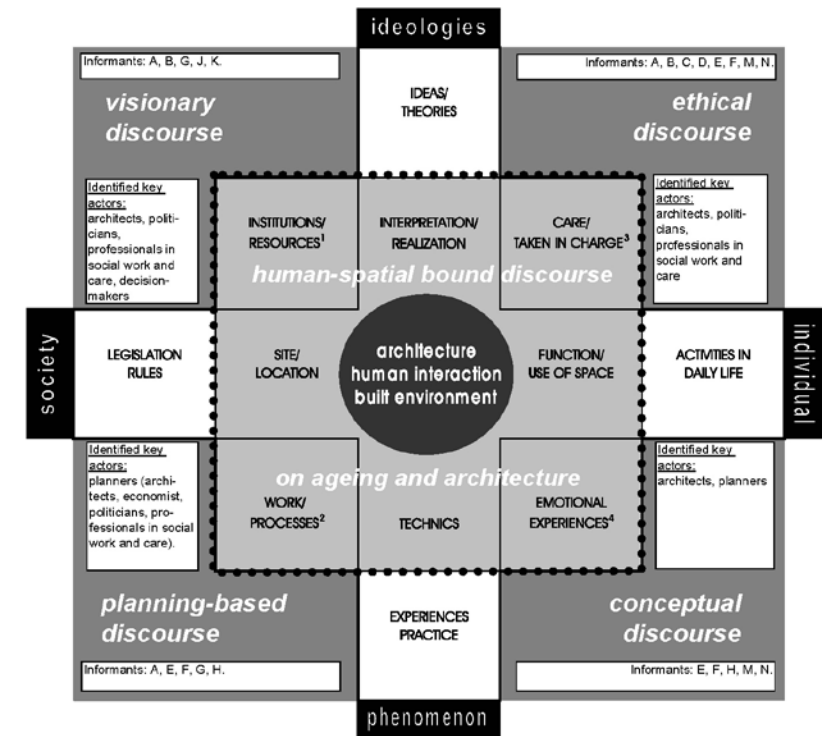 ideologies
Informants: A, B, G, J, K.
Informants: A, B, C, D, E, F, M, N.
visionary
discourse
IDEAS/
THEORIES
ethical
discourse
Identified key
actors:
architects, politi-
cians,
professionals in
social work and
care, decision-
makers
INSTITUTIONS/
RESOURCES¹
INTERPRETATION/
REALIZATION
CARE/
TAKEN IN CHARGE³
Identified key
actors:
architects, politi-
cians,
professionals in
social work and
care
human-spatial bound discourse
society
LEGISLATION
RULES
SITE/
LOCATION
architecture
human interaction
built environment
FUNCTION/
USE OF SPACE
ACTIVITIES IN
DAILY LIFE
individual
Identified key
actors:
planners (archi-
tects, economist,
politicians, pro-
fessionals in social
work and care).
on ageing and architecture
WORK/
PROCESSES²
TECHNICS
EMOTIONAL
EXPERIENCES⁴
Identified key
actors:
architects, planners
planning-based
discourse
EXPERIENCES
PRACTICE
conceptual
discourse
Informants: A, E, F, G, H.
Informants: E, F, H, M, N.
phenomenon